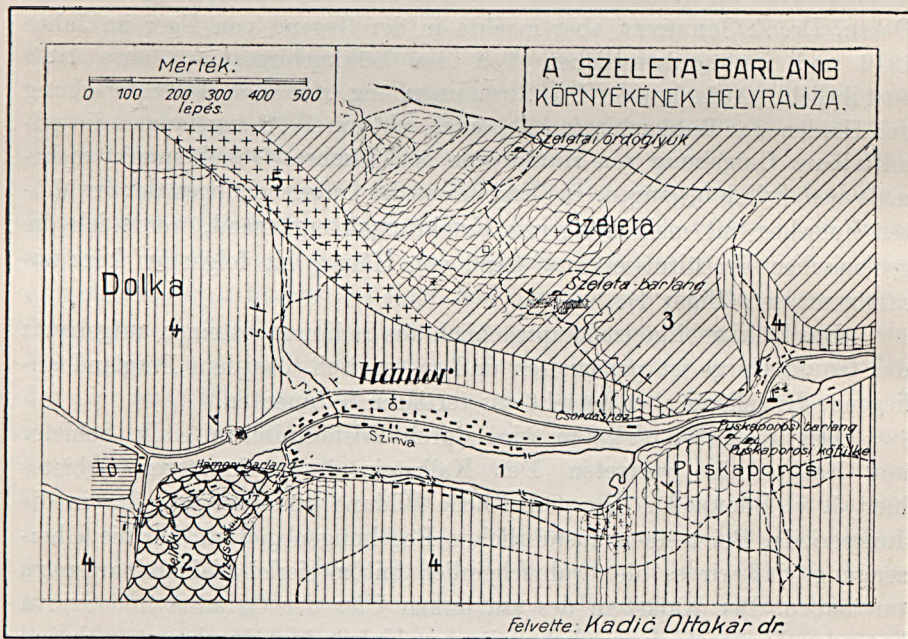 Mérték:
0 100 200 300 400 500
lépés.
A SZELETA-BARLANG
KÖRNYÉKÉNEK HELYRAJZA.
Szeletai ördöglyuk
5
Szeleta
Dolka
4
Szeleta-barlang
3
4
Hámor
Csordásház
Szinva
Puskaporosi barlang
Puskaporosi kőfülke
Puskaporos
1
Hámori barlang
10
4
2
4
4
Felvette: Kadić Ottokár dr.